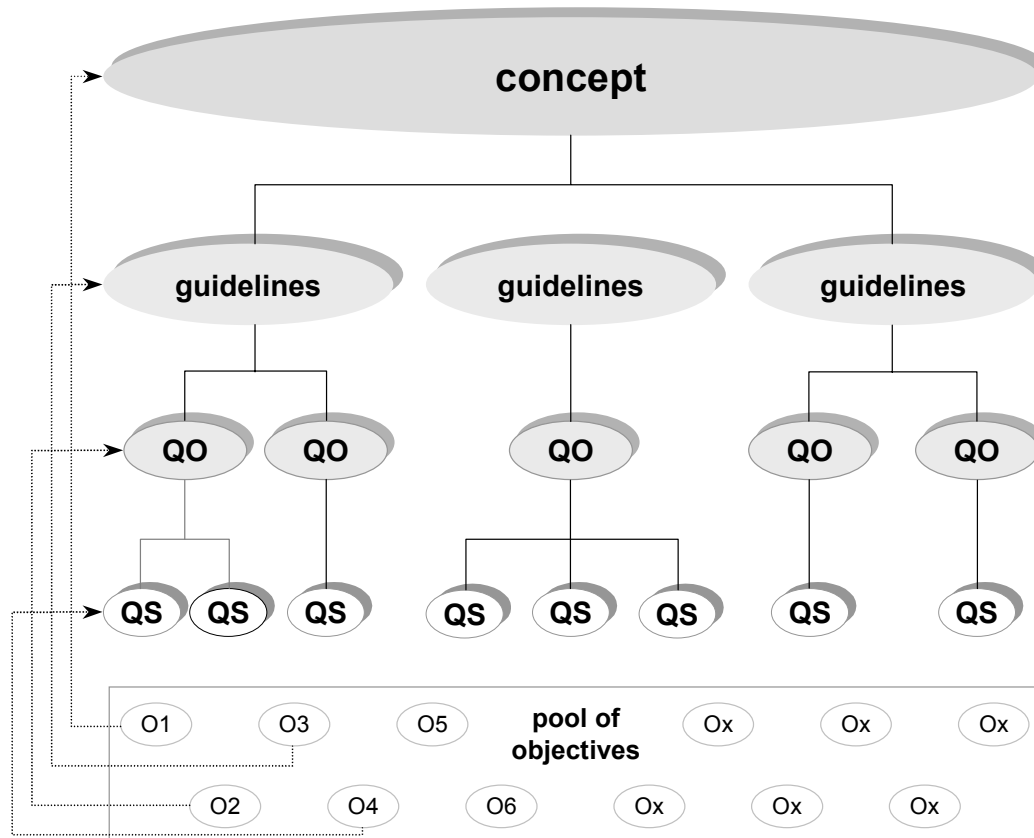 concept
guidelines guidelines guidelines
QO QO QO QO QO
QS QS QS QS QS QS QS QS
O1 O3 O5 pool of Ox Ox Ox
objectives
O2 O4 O6 Ox Ox Ox